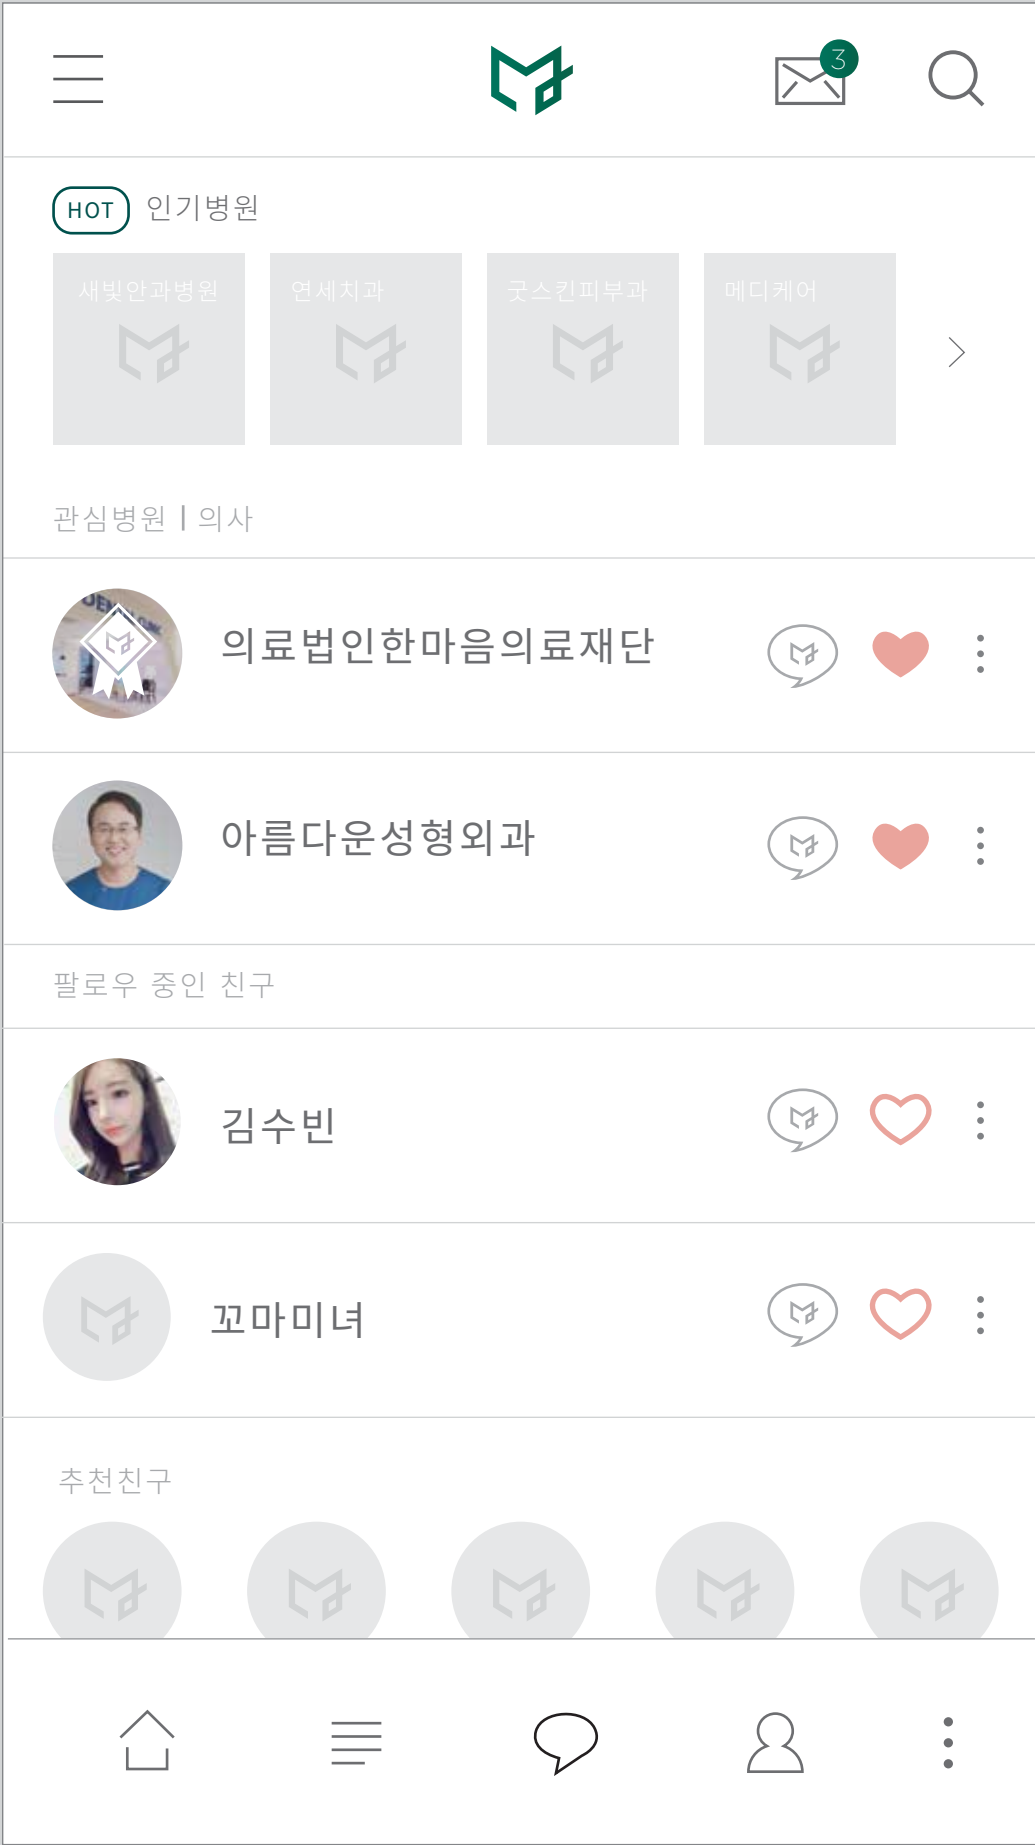 3
HOT 인기병원
새빛안과병원 연세치과 굿스킨피부과 메디케어
관심병원 | 의사
의료법인한마음의료재단
아름다운성형외과
팔로우 중인 친구
김수빈
꼬마미녀
추천친구